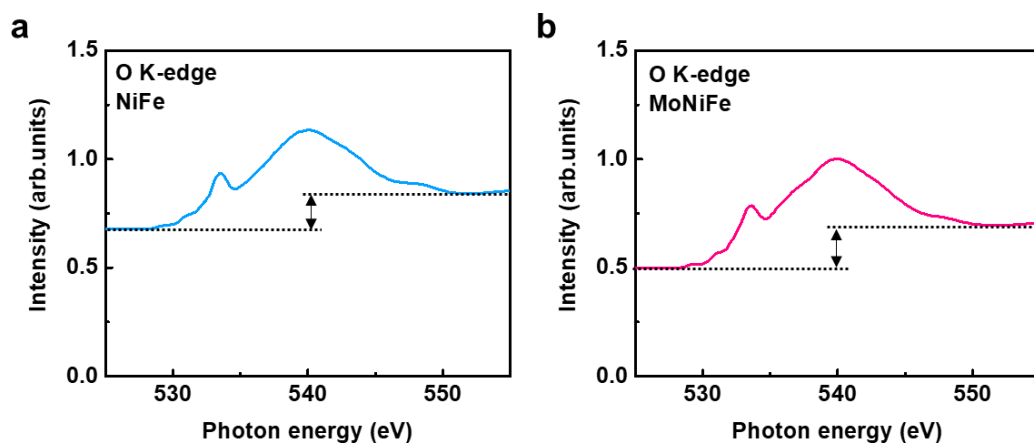 a
1.5
1.0
0.5
0.0
O K-edge
NiFe
Intensity (arb.units)
530
540
550
Photon energy (eV)
b
1.5
1.0
0.5
0.0
O K-edge
MoNiFe
Intensity (arb.units)
530
540
550
Photon energy (eV)